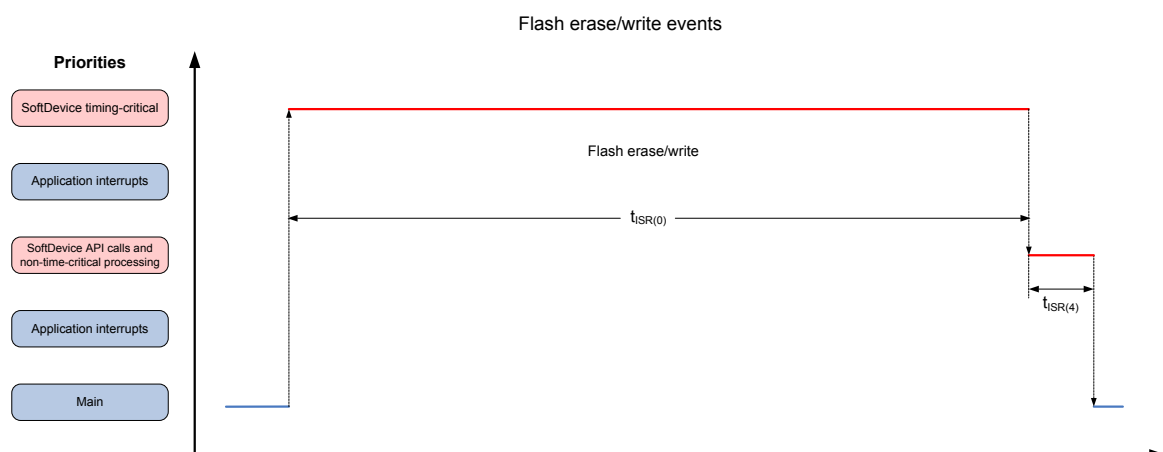 Flash erase/write events
Priorities
SoftDevice timing-critical
Flash erase/write
Application interrupts
tISR(0)
SoftDevice API calls and
non-time-critical processing
tISR(4)
Application interrupts
Main